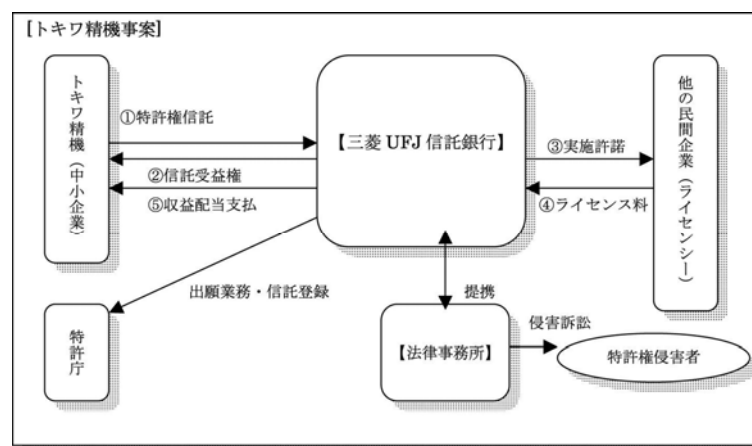 [トキワ精機事案]
トキワ精機（中小企業）
①特許権信託
②信託受益権
⑤収益配当支払
【三菱 UFJ 信託銀行】
③実施許諾
④ライセンス料
他の民間企業（ライセンシー）
出願業務・信託登録
提携
特許庁
【法律事務所】
侵害訴訟
特許権侵害者